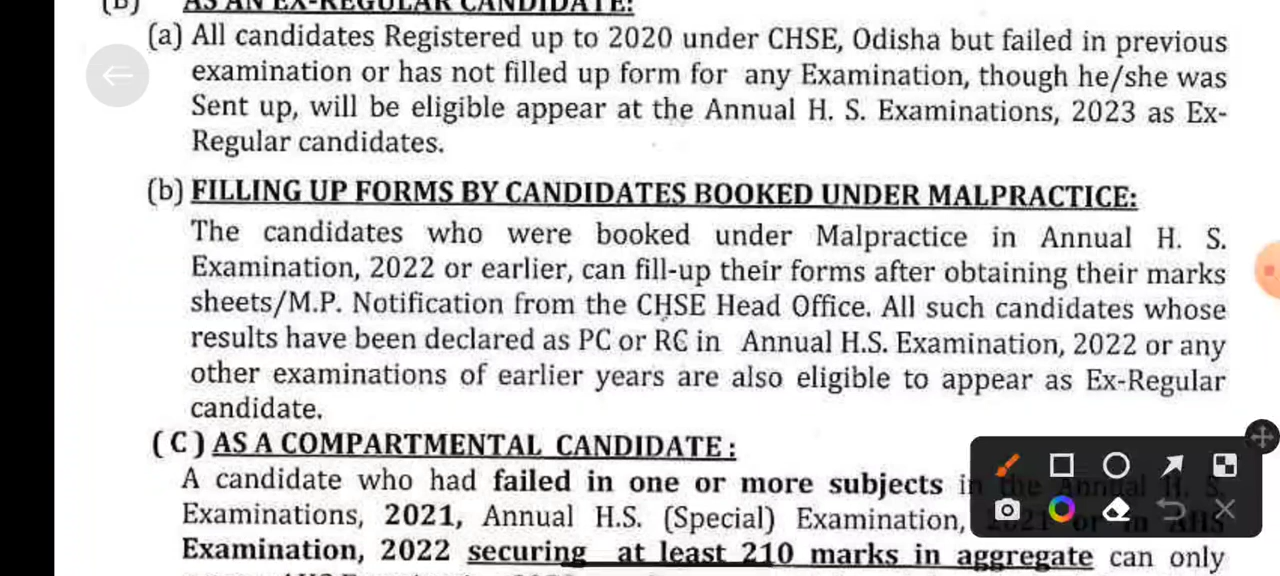 (B) AS AN EX-REGULAR CANDIDATE:
(a) All candidates Registered up to 2020 under CHSE, Odisha but failed in previous
examination or has not filled up form for any Examination, though he/she was
Sent up, will be eligible appear at the Annual H. S. Examinations, 2023 as Ex-
Regular candidates.
(b) FILLING UP FORMS BY CANDIDATES BOOKED UNDER MALPRACTICE:
The candidates who were booked under Malpractice in Annual H. S.
Examination, 2022 or earlier, can fill-up their forms after obtaining their marks
sheets/M.P. Notification from the CHSE Head Office. All such candidates whose
results have been declared as PC or RC in Annual H.S. Examination, 2022 or any
other examinations of earlier years are also eligible to appear as Ex-Regular
candidate.
( C ) AS A COMPARTMENTAL CANDIDATE :
A candidate who had failed in one or more subjects in the Annual H. S.
Examinations, 2021, Annual H.S. (Special) Examination, 2021 or in AHS
Examination, 2022 securing at least 210 marks in aggregate can only